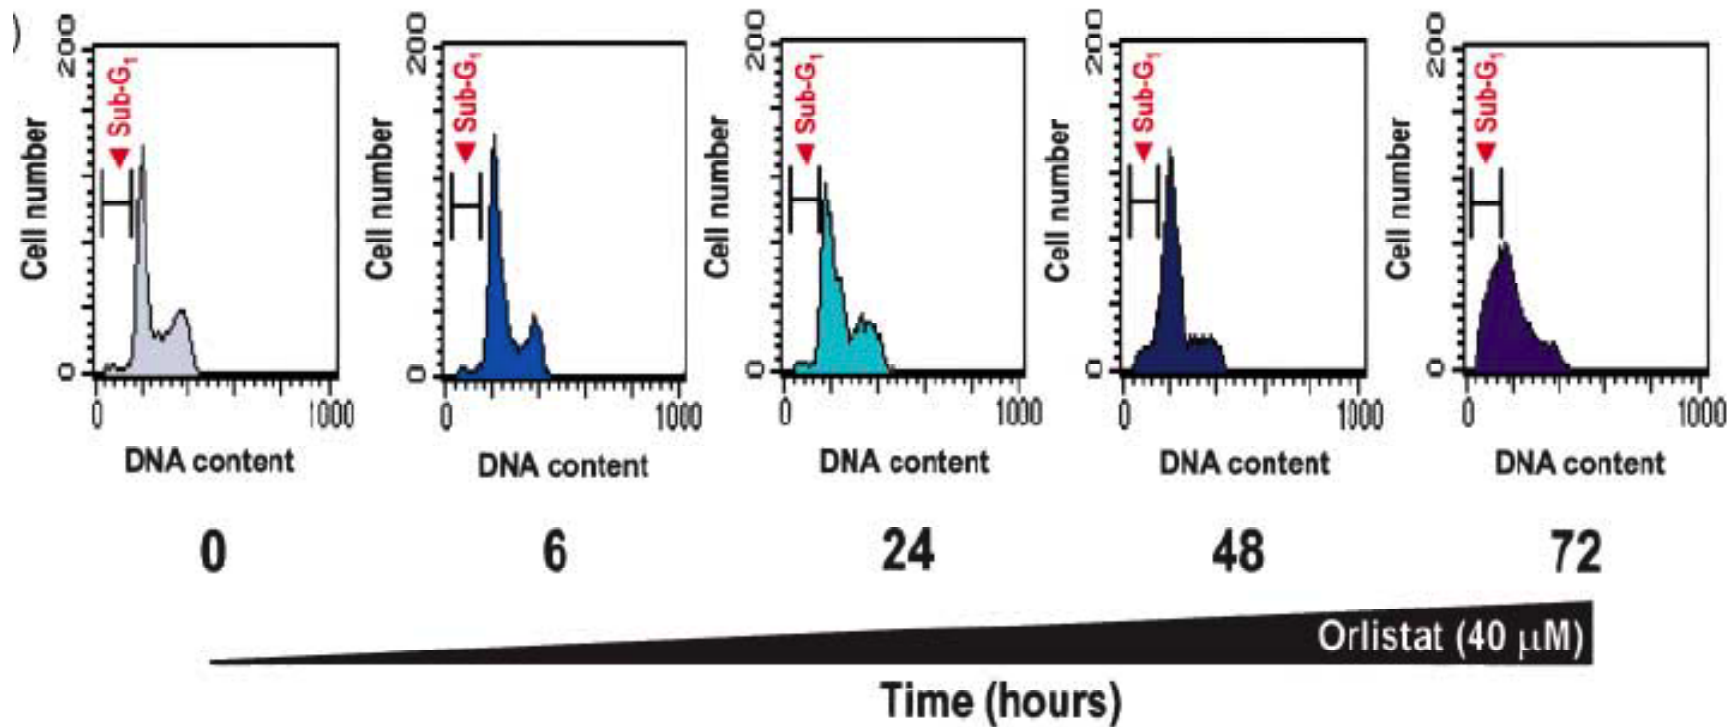 )
200
Cell number
Sub-G1
0
0 1000
DNA content
200
Cell number
Sub-G1
0
0 1000
DNA content
200
Cell number
Sub-G1
0
0 1000
DNA content
200
Cell number
Sub-G1
0
0 1000
DNA content
200
Cell number
Sub-G1
0
0 1000
DNA content
0 6 24 48 72
Orlistat (40 μM)
Time (hours)